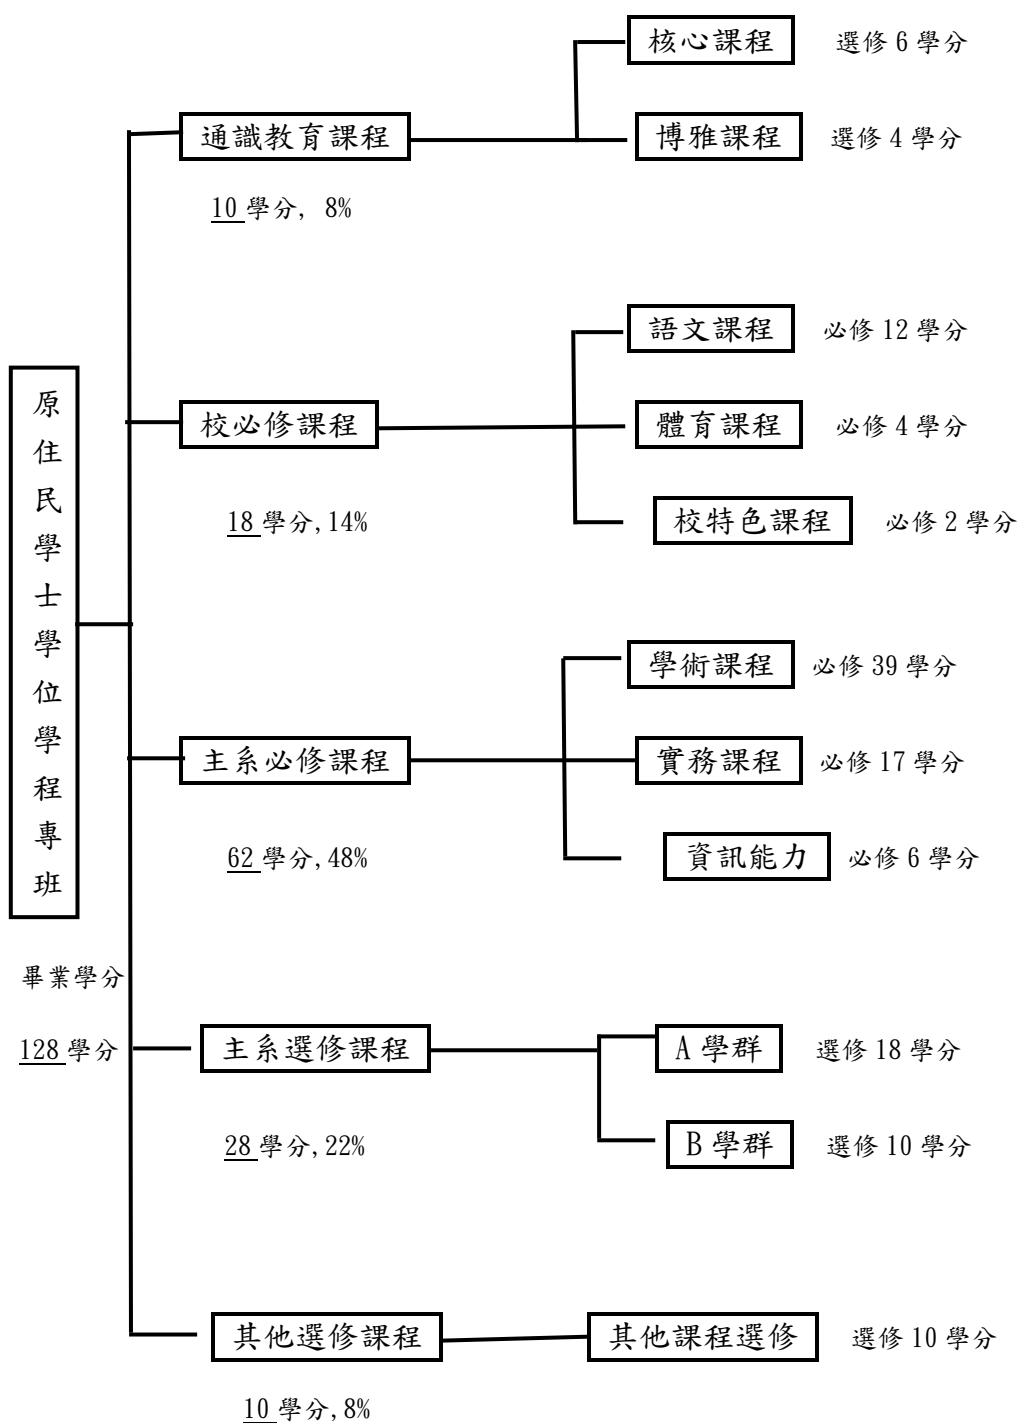 原住民學士學位學程專班
畢業學分
128 學分
通識教育課程
10 學分, 8%
核心課程 選修 6 學分
博雅課程 選修 4 學分
校必修課程
18 學分,14%
語文課程 必修 12 學分
體育課程 必修 4 學分
校特色課程 必修 2 學分
主系必修課程
62 學分,48%
學術課程 必修 39 學分
實務課程 必修 17 學分
資訊能力 必修 6 學分
主系選修課程
28 學分,22%
A 學群 選修 18 學分
B 學群 選修 10 學分
其他選修課程
10 學分,8%
其他課程選修 選修 10 學分